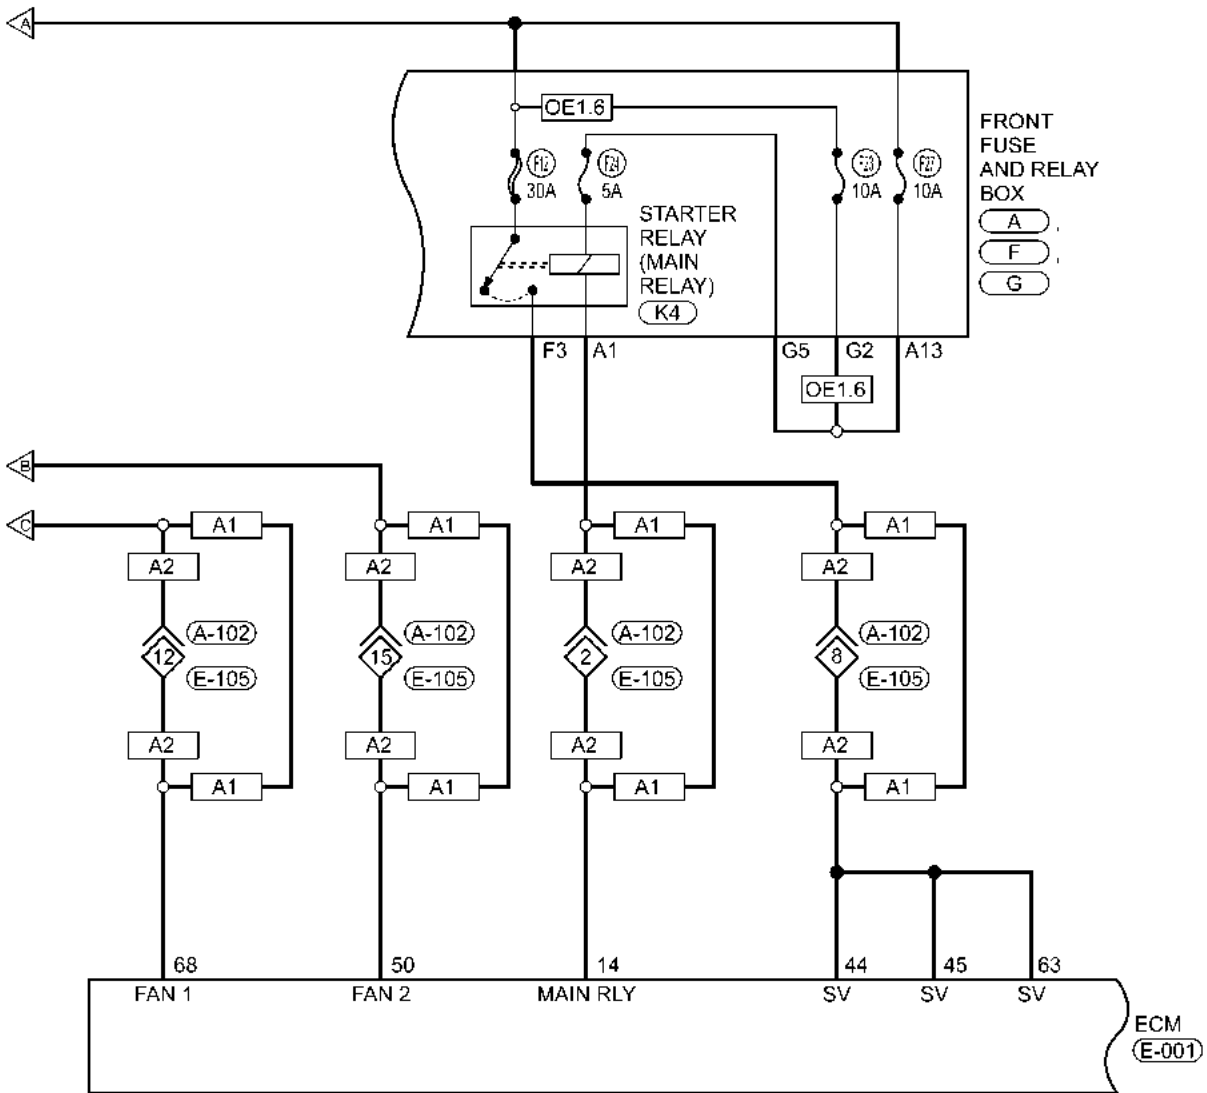 A
OE1.6
FRONT
FUSE
AND RELAY
BOX
A ,
F ,
G
F12
30A
F24
5A
F23
10A
F27
10A
STARTER
RELAY
(MAIN
RELAY)
K4
F3 A1 G5 G2 A13
OE1.6
B
C
A1 A1 A1 A1
A2 A2 A2 A2
A-102 A-102 A-102 A-102
12 15 2 8
E-105 E-105 E-105 E-105
A2 A2 A2 A2
A1 A1 A1 A1
68 50 14 44 45 63
FAN 1 FAN 2 MAIN RLY SV SV SV
ECM
E-001